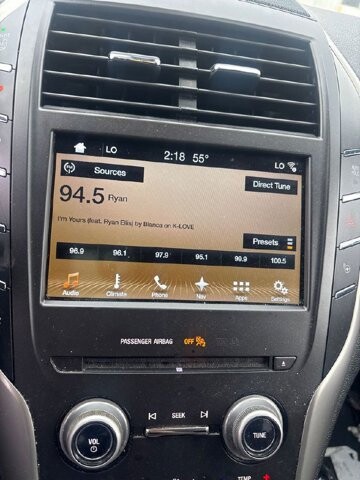 LO 2:18 55° LO
Sources Direct Tune
94.5 Ryan
I'm Yours (feat. Ryan Ellis) by Blanca on K-LOVE
Presets
96.9 96.1 97.9 95.1 99.9 100.5
Audio Climate Phone Nav Apps Settings
PASSENGER AIRBAG OFF
SEEK
VOL TUNE
TEMP